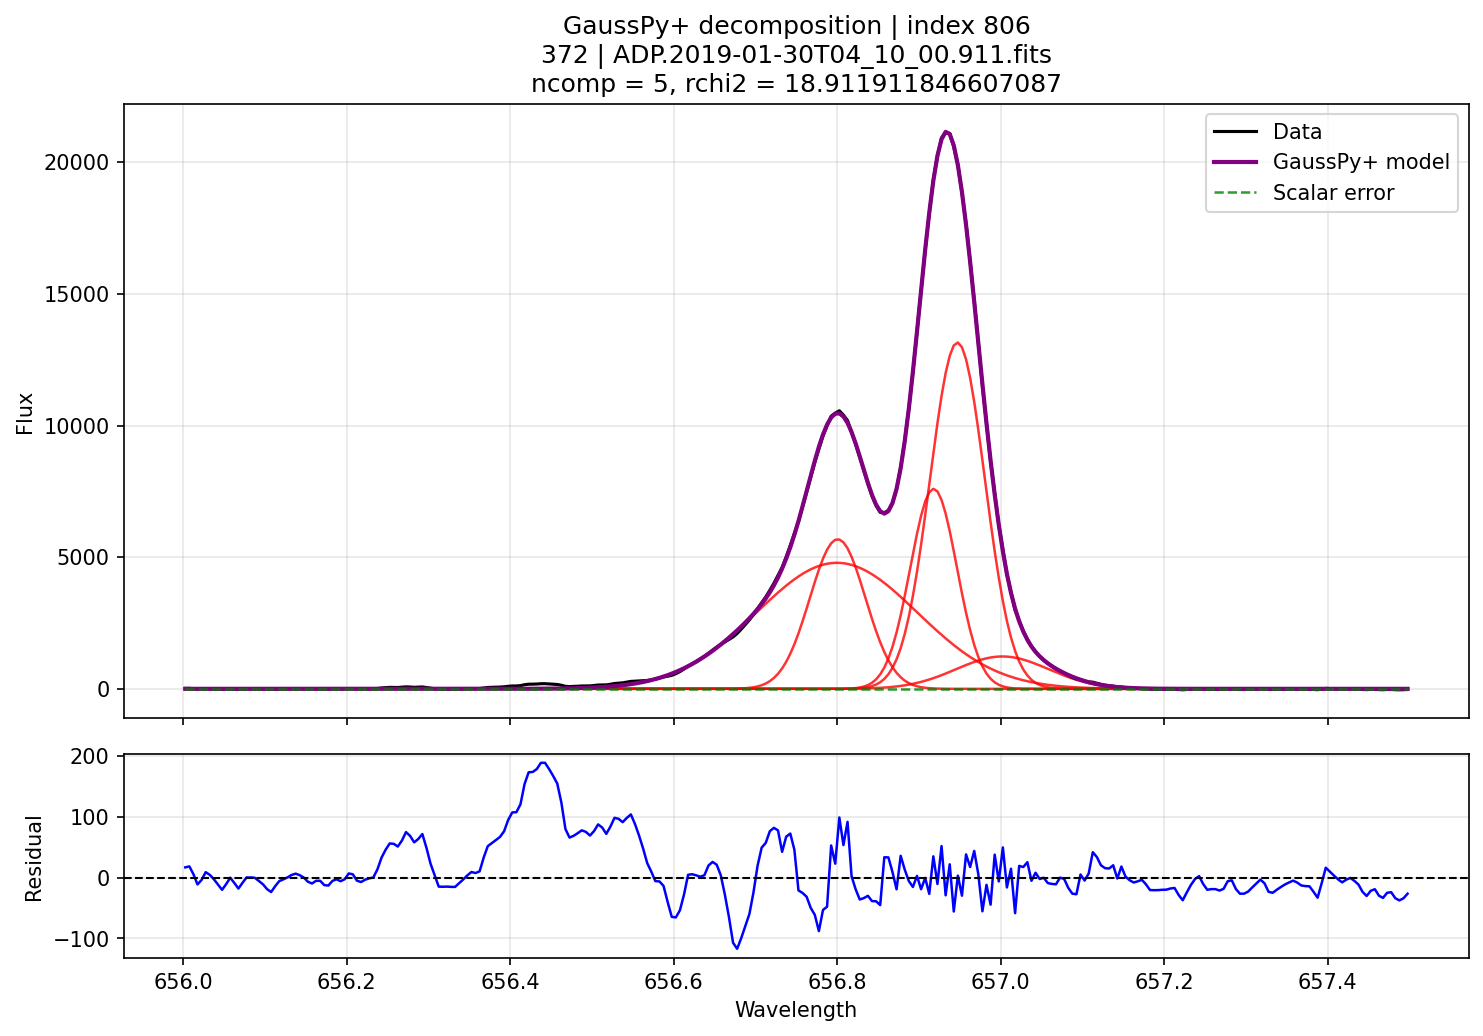 GaussPy+ decomposition | index 806
372 | ADP.2019-01-30T04_10_00.911.fits
ncomp = 5, rchi2 = 18.911911846607087
Data
GaussPy+ model
Scalar error
Flux
20000
15000
10000
5000
0
Residual
200
100
0
−100
656.0 656.2 656.4 656.6 656.8 657.0 657.2 657.4
Wavelength